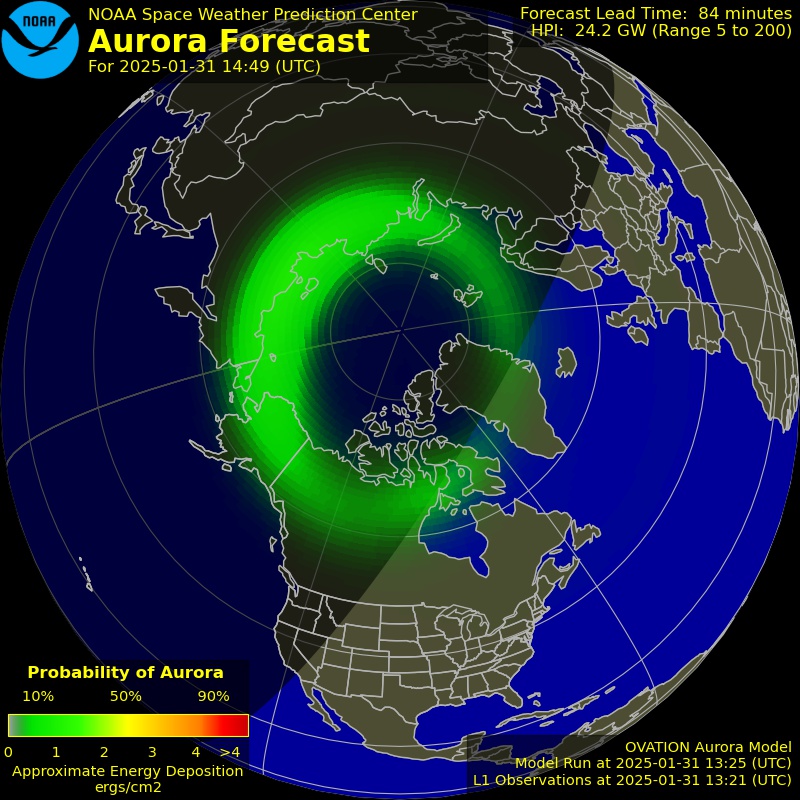 NOAA
NOAA Space Weather Prediction Center
Aurora Forecast
For 2025-01-31 14:49 (UTC)
Forecast Lead Time: 84 minutes
HPI: 24.2 GW (Range 5 to 200)
Probability of Aurora
10% 50% 90%
0 1 2 3 4 >4
Approximate Energy Deposition
ergs/cm2
OVATION Aurora Model
Model Run at 2025-01-31 13:25 (UTC)
L1 Observations at 2025-01-31 13:21 (UTC)